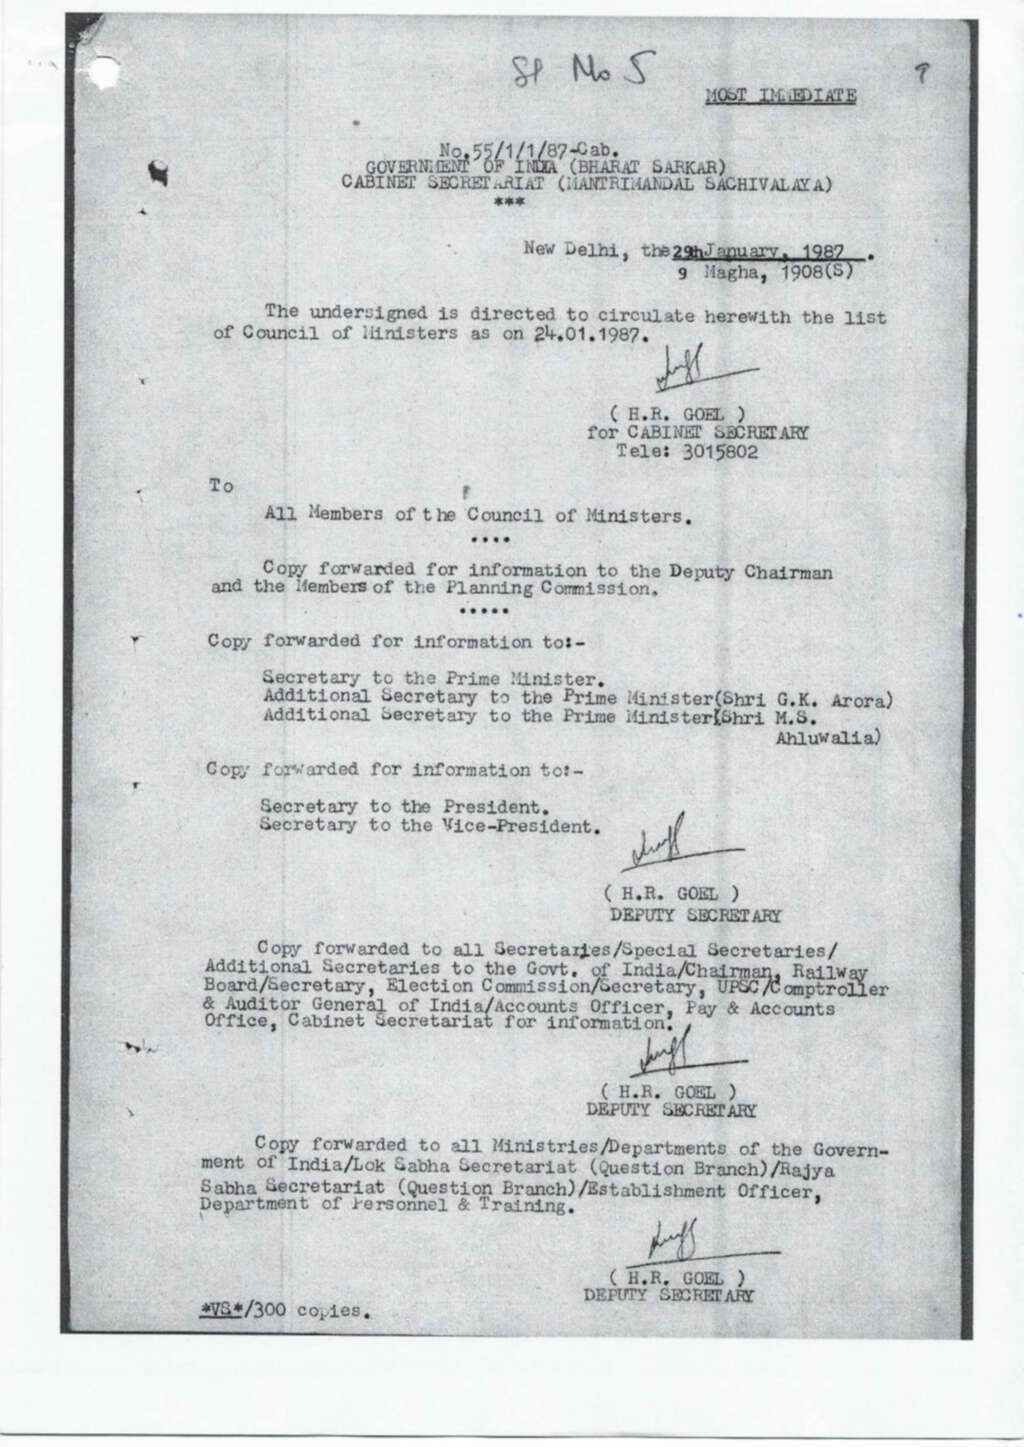 Sl No 5
9
MOST IMMEDIATE
No.55/1/1/87-Cab.
GOVERNMENT OF INDIA (BHARAT SARKAR)
CABINET SECRETARIAT (MANTRIMANDAL SACHIVALAYA)
***
New Delhi, the 29th January, 1987.
9 Magha, 1908(S)
The undersigned is directed to circulate herewith the list
of Council of Ministers as on 24.01.1987.
( H.R. GOEL )
for CABINET SECRETARY
Tele: 3015802
To
All Members of the Council of Ministers.
....
Copy forwarded for information to the Deputy Chairman
and the Members of the Planning Commission.
.....
Copy forwarded for information to:-
Secretary to the Prime Minister.
Additional Secretary to the Prime Minister(Shri G.K. Arora)
Additional Secretary to the Prime Minister(Shri M.S.
Ahluwalia)
Copy forwarded for information to:-
Secretary to the President.
Secretary to the Vice-President.
( H.R. GOEL )
DEPUTY SECRETARY
Copy forwarded to all Secretaries/Special Secretaries/
Additional Secretaries to the Govt. of India/Chairman, Railway
Board/Secretary, Election Commission/Secretary, UPSC/Comptroller
& Auditor General of India/Accounts Officer, Pay & Accounts
Office, Cabinet Secretariat for information.
( H.R. GOEL )
DEPUTY SECRETARY
Copy forwarded to all Ministries/Departments of the Govern-
ment of India/Lok Sabha Secretariat (Question Branch)/Rajya
Sabha Secretariat (Question Branch)/Establishment Officer,
Department of Personnel & Training.
( H.R. GOEL )
DEPUTY SECRETARY
*VS*/300 copies.